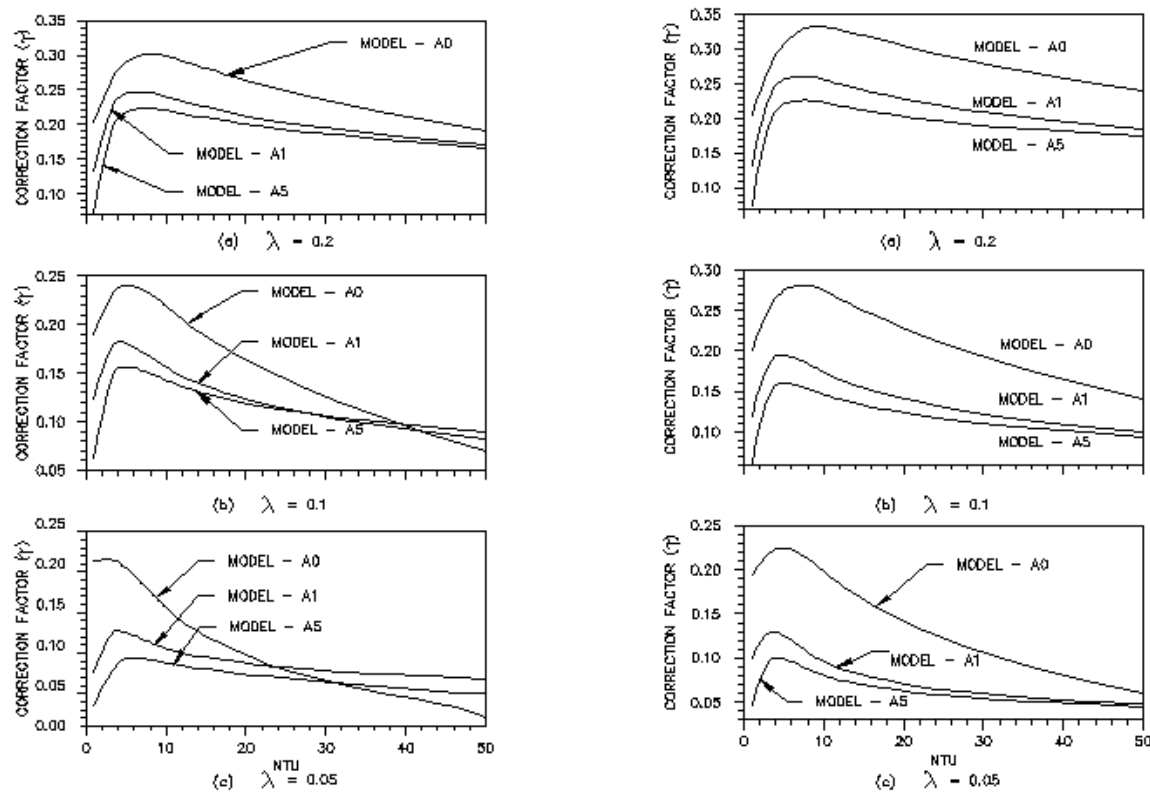 CORRECTION FACTOR (γ)
0.35
0.30
0.25
0.20
0.15
0.10
MODEL - A0
MODEL - A1
MODEL - A5
(a) λ = 0.2
CORRECTION FACTOR (γ)
0.25
0.20
0.15
0.10
0.05
MODEL - A0
MODEL - A1
MODEL - A5
(b) λ = 0.1
CORRECTION FACTOR (γ)
0.25
0.20
0.15
0.10
0.05
0.00
MODEL - A0
MODEL - A1
MODEL - A5
0 10 20 30 40 50
NTU
(c) λ = 0.05
CORRECTION FACTOR (γ)
0.35
0.30
0.25
0.20
0.15
0.10
MODEL - A0
MODEL - A1
MODEL - A5
(a) λ = 0.2
CORRECTION FACTOR (γ)
0.30
0.25
0.20
0.15
0.10
MODEL - A0
MODEL - A1
MODEL - A5
(b) λ = 0.1
CORRECTION FACTOR (γ)
0.25
0.20
0.15
0.10
0.05
MODEL - A0
MODEL - A1
MODEL - A5
0 10 20 30 40 50
NTU
(c) λ = 0.05